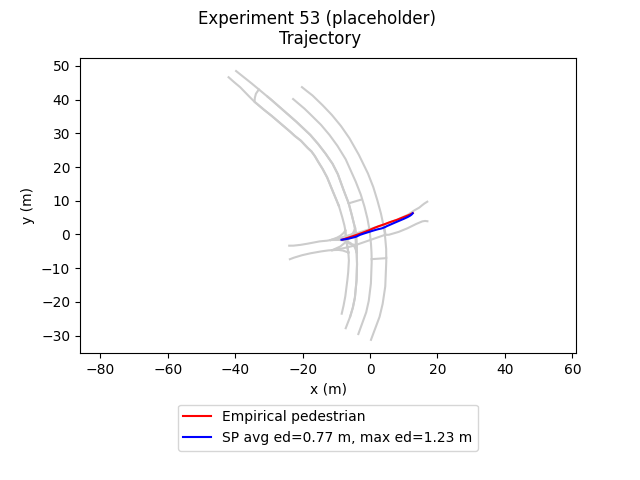 Experiment 53 (placeholder)
Trajectory
y (m)
50
40
30
20
10
0
−10
−20
−30
−80 −60 −40 −20 0 20 40 60
x (m)
Empirical pedestrian
SP avg ed=0.77 m, max ed=1.23 m